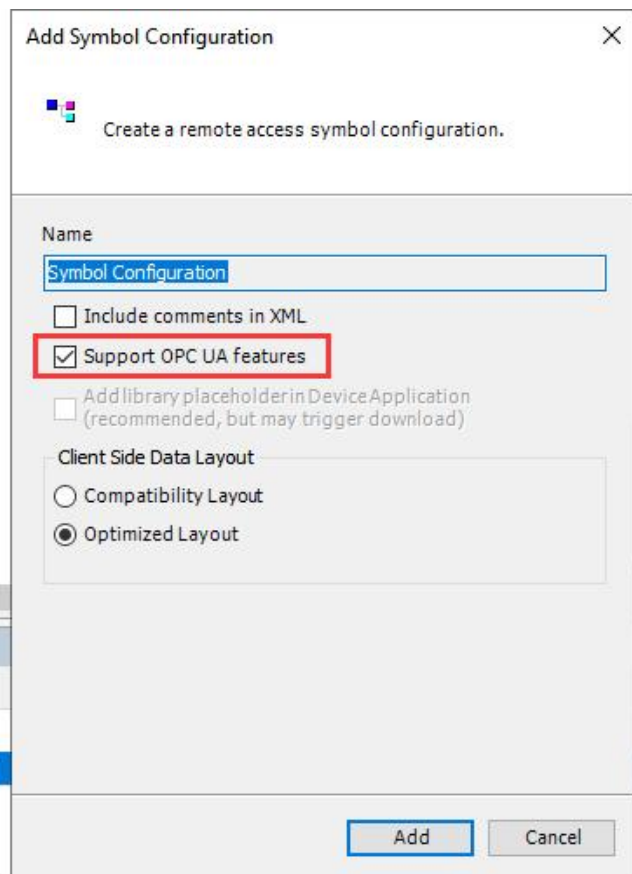 Add Symbol Configuration
Create a remote access symbol configuration.
Name
Symbol Configuration
Include comments in XML
Support OPC UA features
Add library placeholder in Device Application
(recommended, but may trigger download)
Client Side Data Layout
Compatibility Layout
Optimized Layout
Add
Cancel